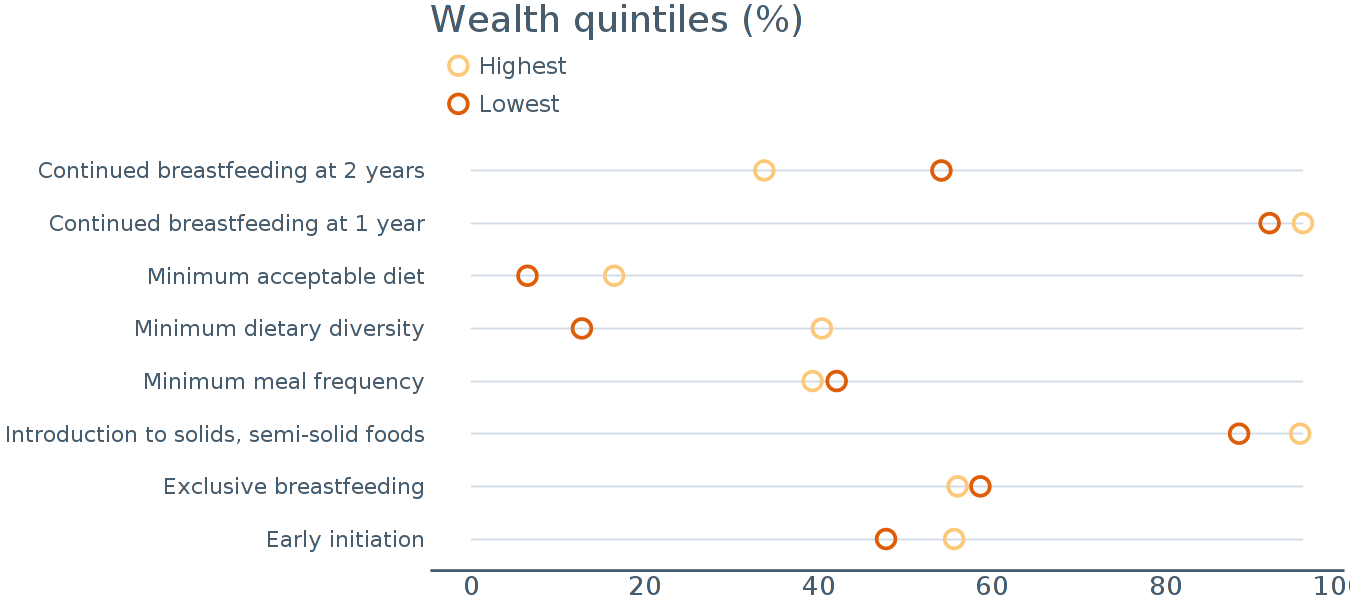 Wealth quintiles (%)
Highest
Lowest
Continued breastfeeding at 2 years
Continued breastfeeding at 1 year
Minimum acceptable diet
Minimum dietary diversity
Minimum meal frequency
Introduction to solids, semi-solid foods
Exclusive breastfeeding
Early initiation
0 20 40 60 80 100